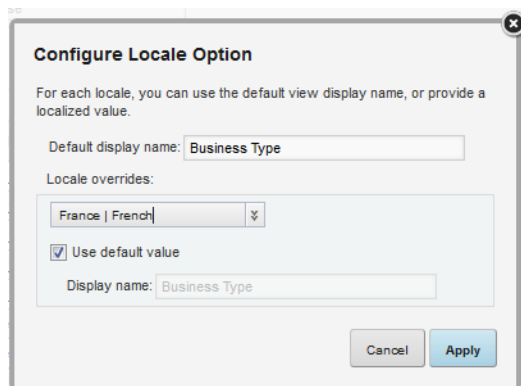 Configure Locale Option
For each locale, you can use the default view display name, or provide a
localized value.
Default display name: Business Type
Locale overrides:
France | French
Use default value
Display name: Business Type
Cancel Apply